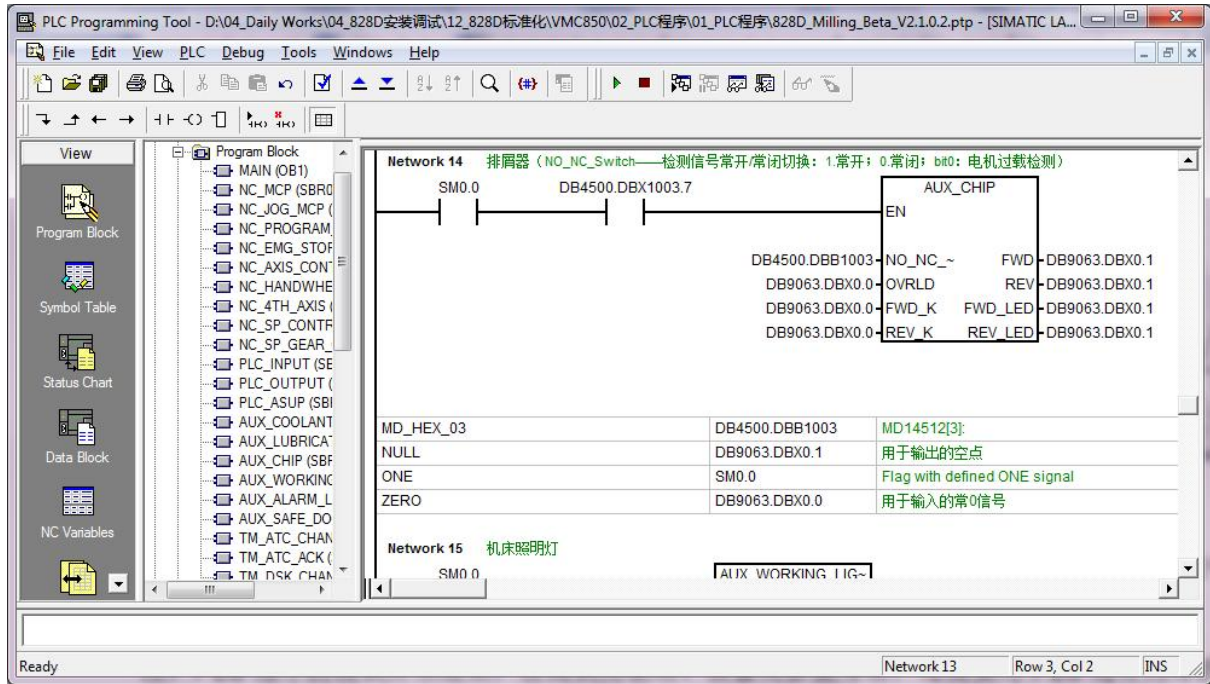 PLC Programming Tool - D:\04_Daily Works\04_828D安装调试\12_828D标准化\VMC850\02_PLC程序\01_PLC程序\828D_Milling_Beta_V2.1.0.2.ptp - [SIMATIC LA...
File Edit View PLC Debug Tools Windows Help
View
Program Block
Symbol Table
Status Chart
Data Block
NC Variables
Program Block
MAIN (OB1)
NC_MCP (SBR0
NC_JOG_MCP (
NC_PROGRAM_
NC_EMG_STOF
NC_AXIS_CON
NC_HANDWHE
NC_4TH_AXIS (
NC_SP_CONTR
NC_SP_GEAR_
PLC_INPUT (SE
PLC_OUTPUT (
PLC_ASUP (SBI
AUX_COOLANT
AUX_LUBRICA
AUX_CHIP (SBF
AUX_WORKING
AUX_ALARM_L
AUX_SAFE_DO
TM_ATC_CHAN
TM_ATC_ACK (
TM_DSK_CHAN
Network 14 排屑器（NO_NC_Switch——检测信号常开/常闭切换：1.常开；0.常闭；bit0：电机过载检测）
SM0.0 DB4500.DBX1003.7 AUX_CHIP
EN
DB4500.DBB1003 NO_NC_~ FWD DB9063.DBX0.1
DB9063.DBX0.0 OVRLD REV DB9063.DBX0.1
DB9063.DBX0.0 FWD_K FWD_LED DB9063.DBX0.1
DB9063.DBX0.0 REV_K REV_LED DB9063.DBX0.1
MD_HEX_03 DB4500.DBB1003 MD14512[3]:
NULL DB9063.DBX0.1 用于输出的空点
ONE SM0.0 Flag with defined ONE signal
ZERO DB9063.DBX0.0 用于输入的常0信号
Network 15 机床照明灯
SM0.0 AUX_WORKING_LIG~
Ready Network 13 Row 3, Col 2 INS